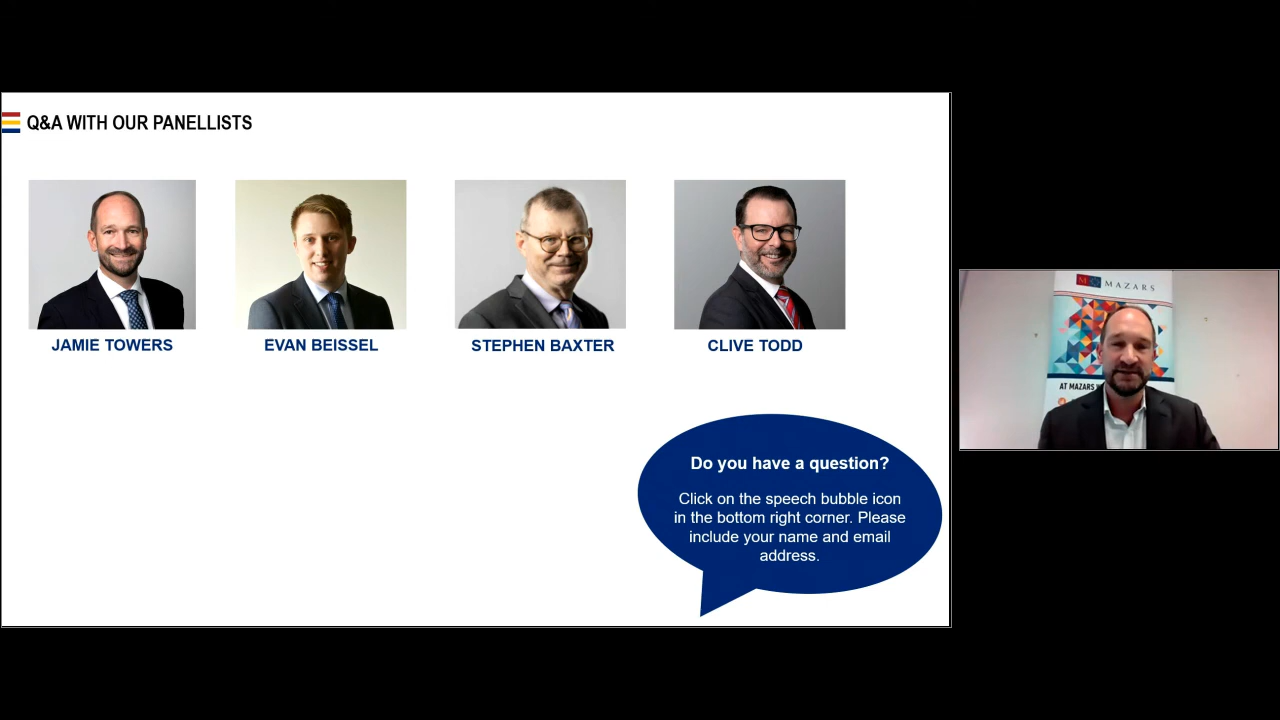 Q&A WITH OUR PANELLISTS
JAMIE TOWERS
EVAN BEISSEL
STEPHEN BAXTER
CLIVE TODD
Do you have a question?
Click on the speech bubble icon
in the bottom right corner. Please
include your name and email
address.
MAZARS
AT MAZARS